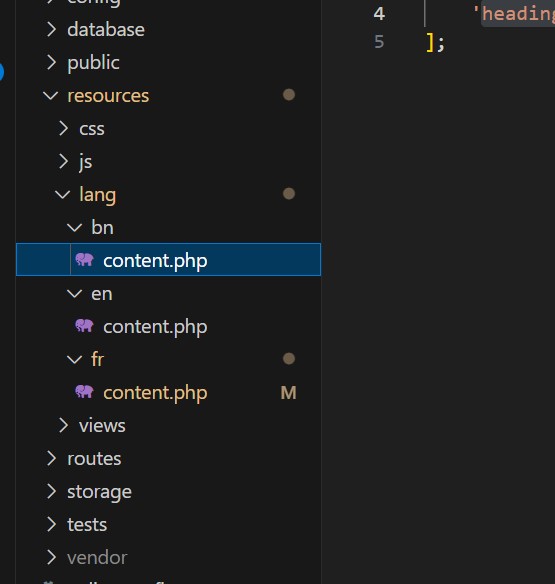 config
database
public
resources
css
js
lang
bn
content.php
en
content.php
fr
content.php M
views
routes
storage
tests
vendor
4 'heading
5 ];